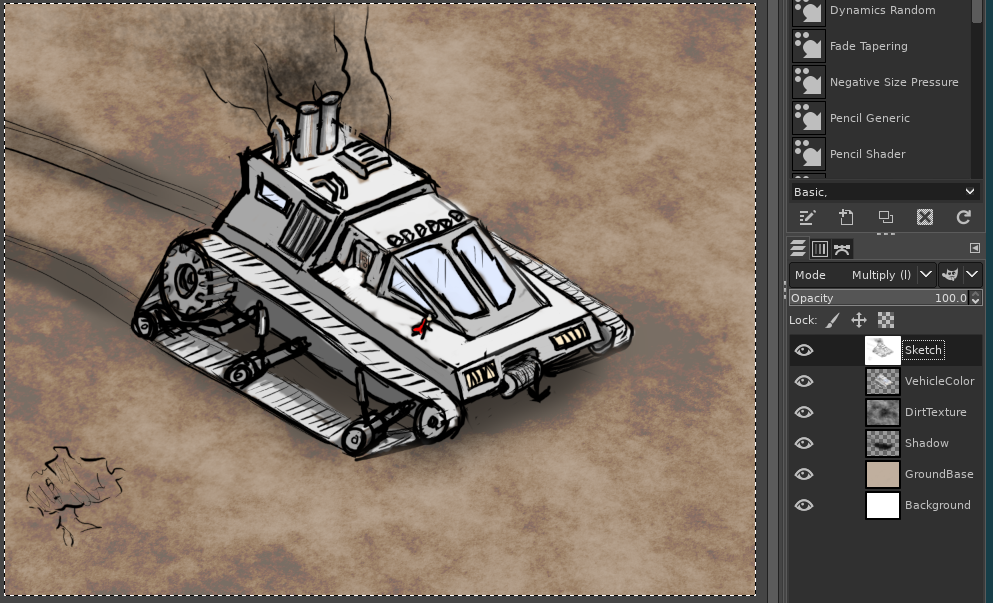 Dynamics Random
Fade Tapering
Negative Size Pressure
Pencil Generic
Pencil Shader
Basic,
Mode Multiply (l)
Opacity 100.0
Lock:
Sketch
VehicleColor
DirtTexture
Shadow
GroundBase
Background